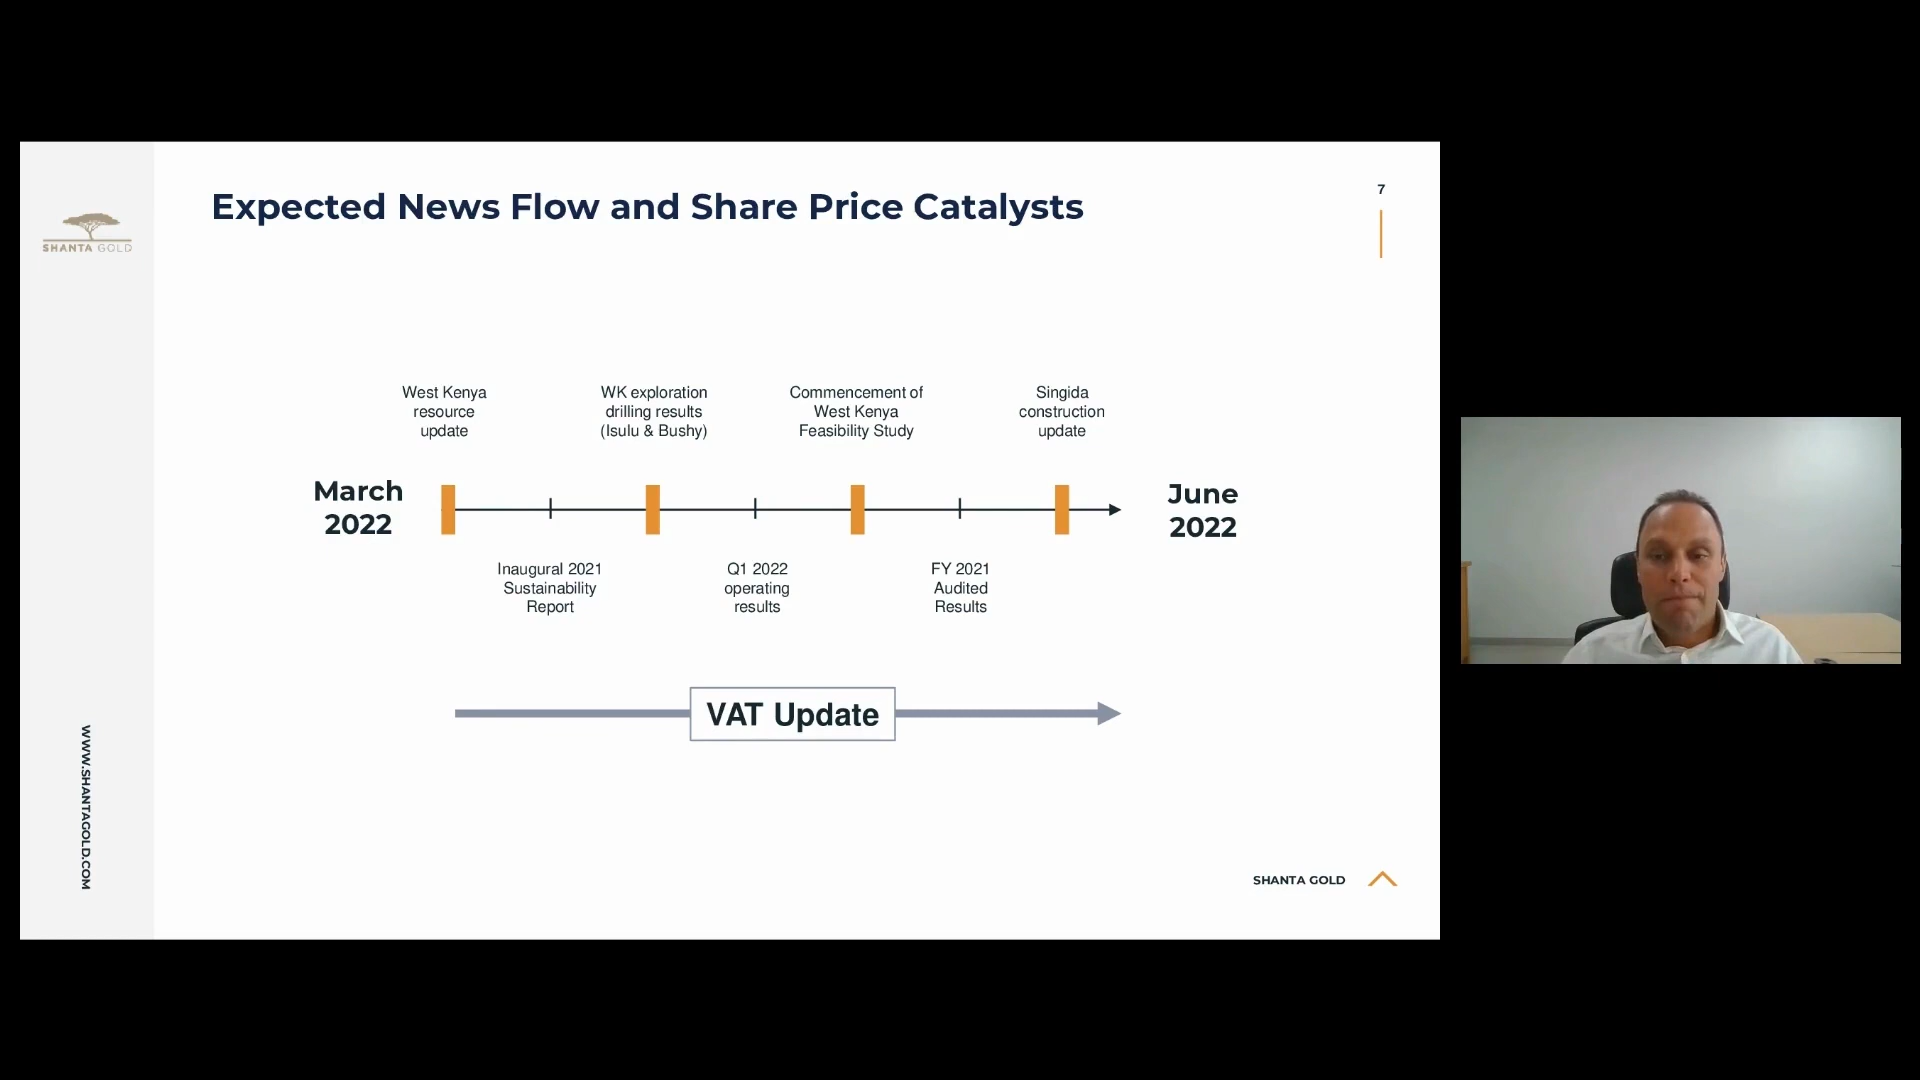 Expected News Flow and Share Price Catalysts
7
SHANTA GOLD
West Kenya
resource
update
WK exploration
drilling results
(Isulu & Bushy)
Commencement of
West Kenya
Feasibility Study
Singida
construction
update
March
2022
June
2022
Inaugural 2021
Sustainability
Report
Q1 2022
operating
results
FY 2021
Audited
Results
VAT Update
WWW.SHANTAGOLD.COM
SHANTA GOLD